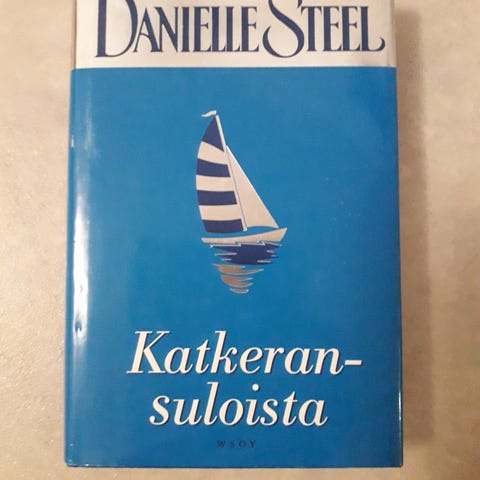 DANIELLE STEEL
Katkeran-
suloista
WSOY